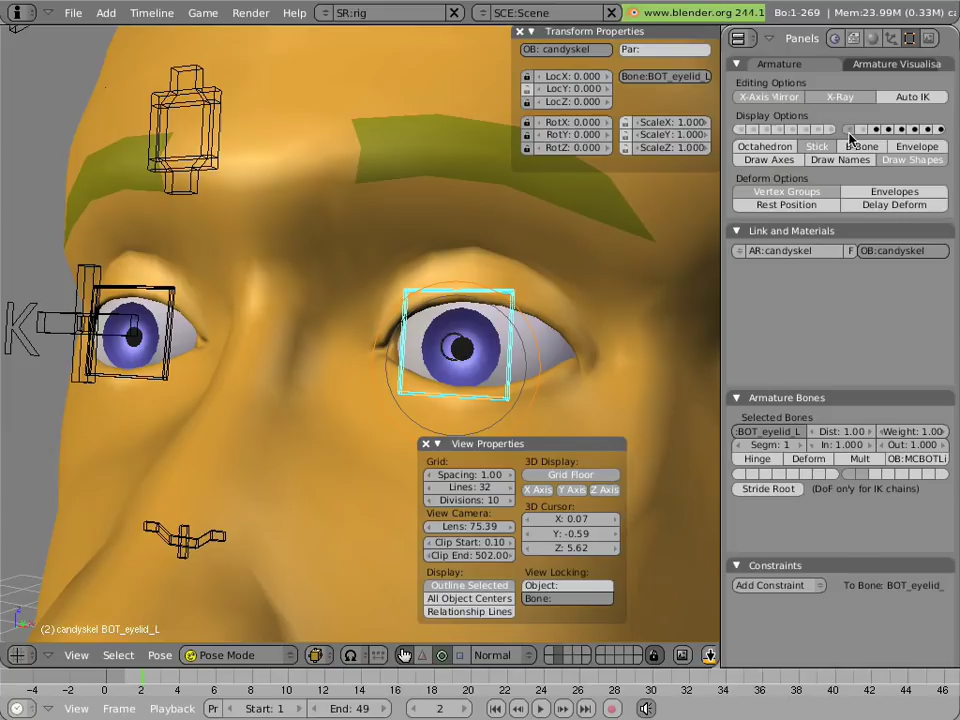 File Add Timeline Game Render Help SR:rig SCE:Scene www.blender.org 244.1 Bo:1-269 | Mem:23.99M (0.33M)
Transform Properties
OB: candyskel Par:
LocX: 0.000 Bone:BOT_eyelid_L
LocY: 0.000
LocZ: 0.000
RotX: 0.000 ScaleX: 1.000
RotY: 0.000 ScaleY: 1.000
RotZ: 0.000 ScaleZ: 1.000
Panels
Armature Armature Visualisa
Editing Options
X-Axis Mirror X-Ray Auto IK
Display Options
Octahedron Stick B-Bone Envelope
Draw Axes Draw Names Draw Shapes
Deform Options
Vertex Groups Envelopes
Rest Position Delay Deform
Link and Materials
AR:candyskel F OB:candyskel
K
View Properties
Grid: 3D Display:
Spacing: 1.00 Grid Floor
Lines: 32 X Axis Y Axis Z Axis
Divisions: 10
View Camera: 3D Cursor:
Lens: 75.39 X: 0.07
Y: -0.59
Clip Start: 0.10 Z: 5.62
Clip End: 502.00
Display: View Locking:
Outline Selected Object:
All Object Centers Bone:
Relationship Lines
Armature Bones
Selected Bones
:BOT_eyelid_L Dist: 1.00 Weight: 1.00
Segm: 1 In: 1.000 Out: 1.000
Hinge Deform Mult OB:MCBOTLi
Stride Root (DoF only for IK chains)
Constraints
Add Constraint To Bone: BOT_eyelid_
(2) candyskel BOT_eyelid_L
View Select Pose Pose Mode Normal
-4 -2 0 2 4 6 8 10 12 14 16 18 20 22 24 26 28 30 32 34 36 38 40 42 44 46
View Frame Playback Pr Start: 1 End: 49 2